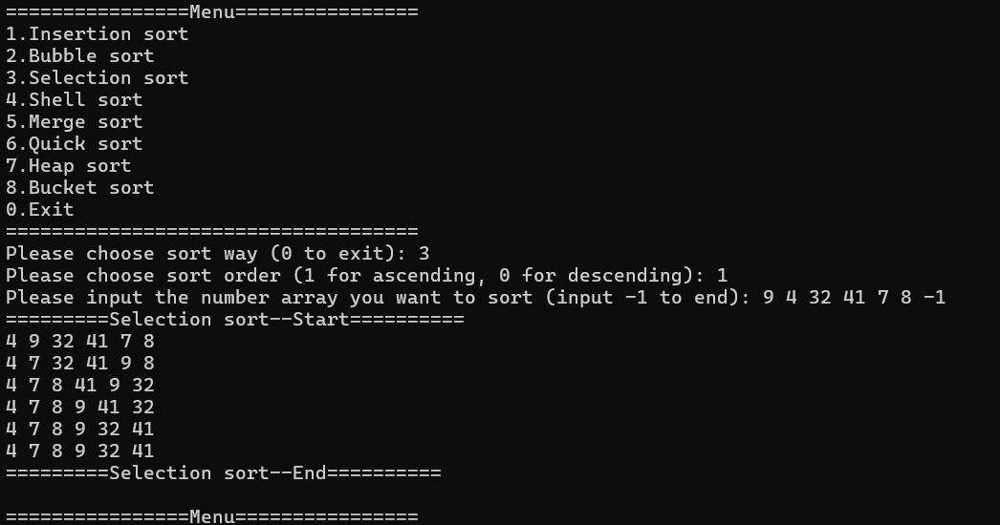 ================Menu================
1.Insertion sort
2.Bubble sort
3.Selection sort
4.Shell sort
5.Merge sort
6.Quick sort
7.Heap sort
8.Bucket sort
0.Exit
====================================
Please choose sort way (0 to exit): 3
Please choose sort order (1 for ascending, 0 for descending): 1
Please input the number array you want to sort (input -1 to end): 9 4 32 41 7 8 -1
=========Selection sort--Start==========
4 9 32 41 7 8
4 7 32 41 9 8
4 7 8 41 9 32
4 7 8 9 41 32
4 7 8 9 32 41
4 7 8 9 32 41
=========Selection sort--End==========
================Menu================